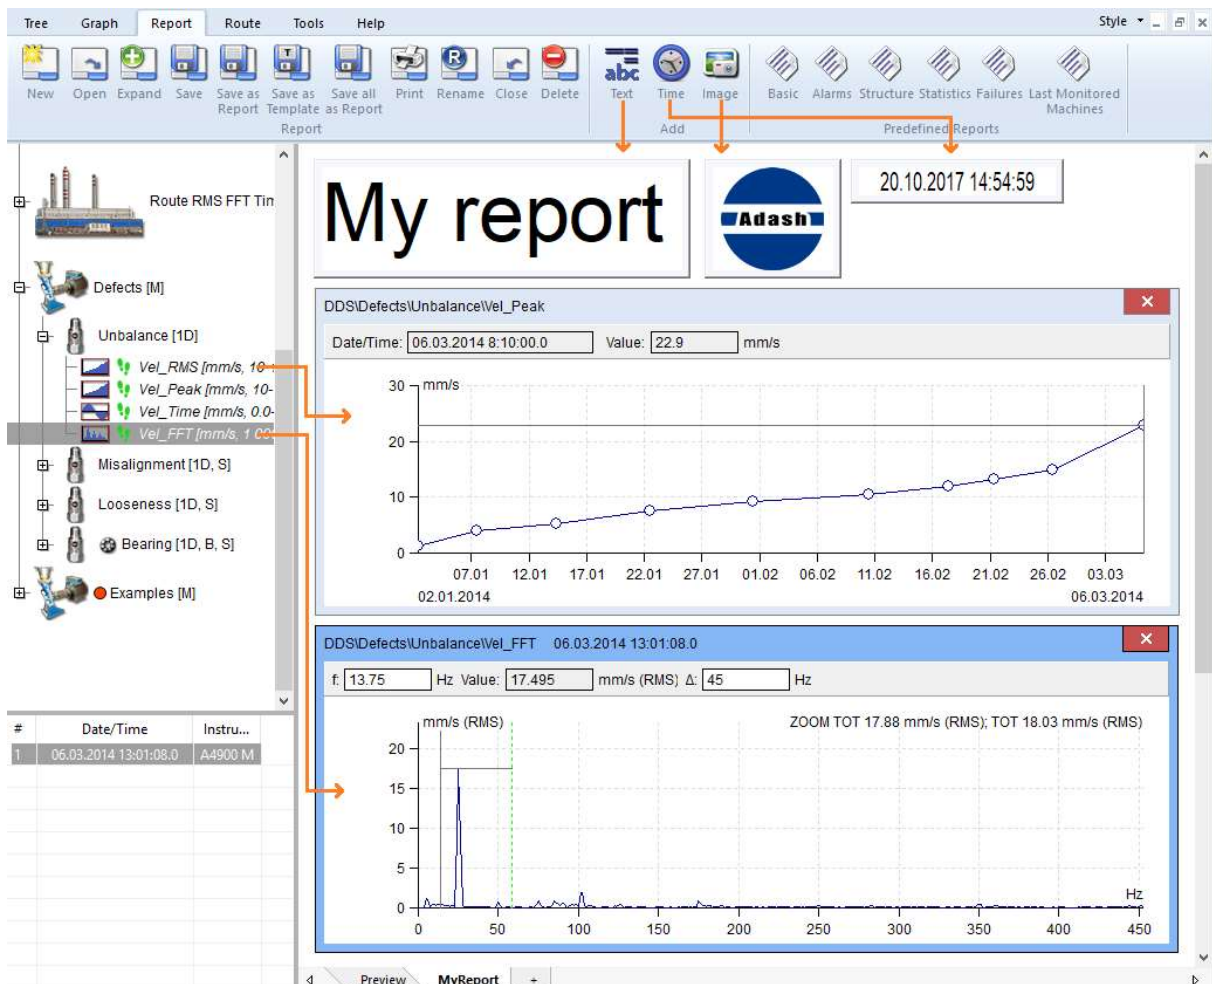 Tree Graph Report Route Tools Help Style
New Open Expand Save Save as Report Save as Template Save all as Report Print Rename Close Delete Text Time Image Basic Alarms Structure Statistics Failures Last Monitored Machines
Report Add Predefined Reports
Route RMS FFT Tim
Defects [M]
Unbalance [1D]
Vel_RMS [mm/s, 10-
Vel_Peak [mm/s, 10-
Vel_Time [mm/s, 0.0-
Vel_FFT [mm/s, 1 00
Misalignment [1D, S]
Looseness [1D, S]
Bearing [1D, B, S]
Examples [M]
# Date/Time Instru...
1 06.03.2014 13:01:08.0 A4900 M
My report
Adash
20.10.2017 14:54:59
DDS\Defects\Unbalance\Vel_Peak
Date/Time: 06.03.2014 8:10:00.0 Value: 22.9 mm/s
30 mm/s
20
10
0
07.01 12.01 17.01 22.01 27.01 01.02 06.02 11.02 16.02 21.02 26.02 03.03
02.01.2014 06.03.2014
DDS\Defects\Unbalance\Vel_FFT 06.03.2014 13:01:08.0
f: 13.75 Hz Value: 17.495 mm/s (RMS) Δ: 45 Hz
mm/s (RMS) ZOOM TOT 17.88 mm/s (RMS); TOT 18.03 mm/s (RMS)
20
15
10
5
Hz
0
0 50 100 150 200 250 300 350 400 450
Preview MyReport +